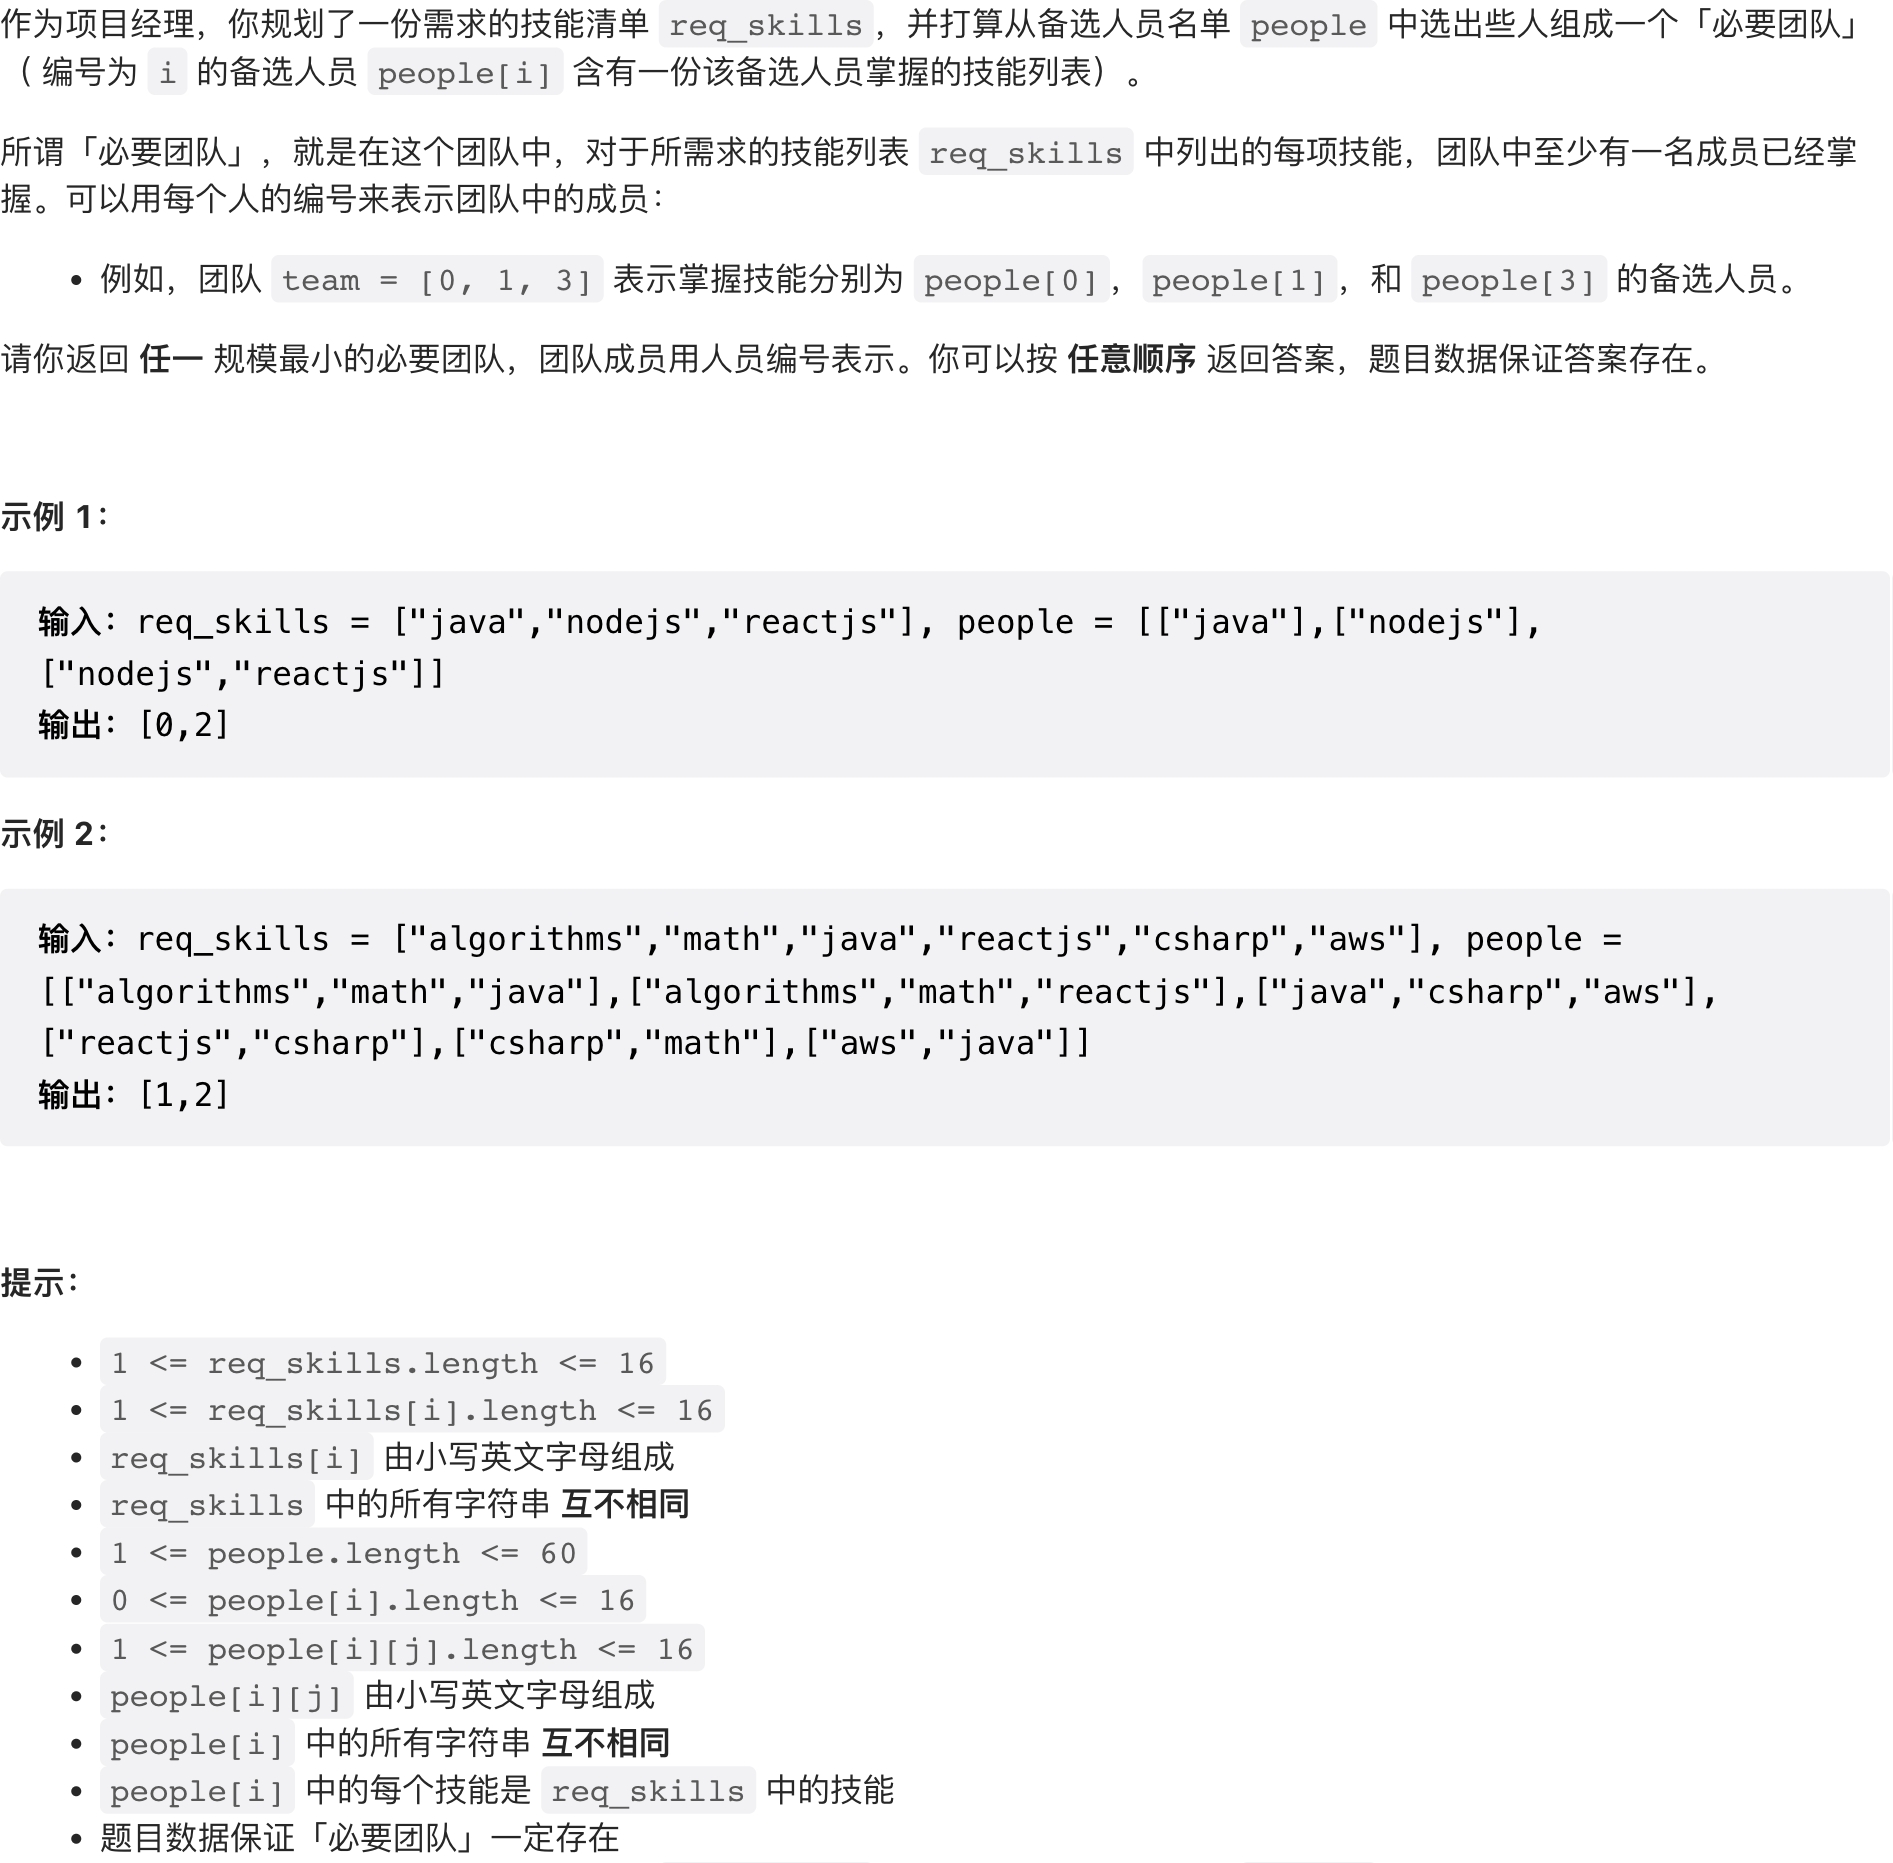 作为项目经理，你规划了一份需求的技能清单 req_skills，并打算从备选人员名单 people 中选出些人组成一个「必要团队」
（ 编号为 i 的备选人员 people[i] 含有一份该备选人员掌握的技能列表）。
所谓「必要团队」，就是在这个团队中，对于所需求的技能列表 req_skills 中列出的每项技能，团队中至少有一名成员已经掌
握。可以用每个人的编号来表示团队中的成员：
• 例如，团队 team = [0, 1, 3] 表示掌握技能分别为 people[0]，people[1]，和 people[3] 的备选人员。
请你返回 任一 规模最小的必要团队，团队成员用人员编号表示。你可以按 任意顺序 返回答案，题目数据保证答案存在。
示例 1：
输入：req_skills = ["java","nodejs","reactjs"], people = [["java"],["nodejs"],
["nodejs","reactjs"]]
输出：[0,2]
示例 2：
输入：req_skills = ["algorithms","math","java","reactjs","csharp","aws"], people =
[["algorithms","math","java"],["algorithms","math","reactjs"],["java","csharp","aws"],
["reactjs","csharp"],["csharp","math"],["aws","java"]]
输出：[1,2]
提示：
• 1 <= req_skills.length <= 16
• 1 <= req_skills[i].length <= 16
• req_skills[i] 由小写英文字母组成
• req_skills 中的所有字符串 互不相同
• 1 <= people.length <= 60
• 0 <= people[i].length <= 16
• 1 <= people[i][j].length <= 16
• people[i][j] 由小写英文字母组成
• people[i] 中的所有字符串 互不相同
• people[i] 中的每个技能是 req_skills 中的技能
• 题目数据保证「必要团队」一定存在